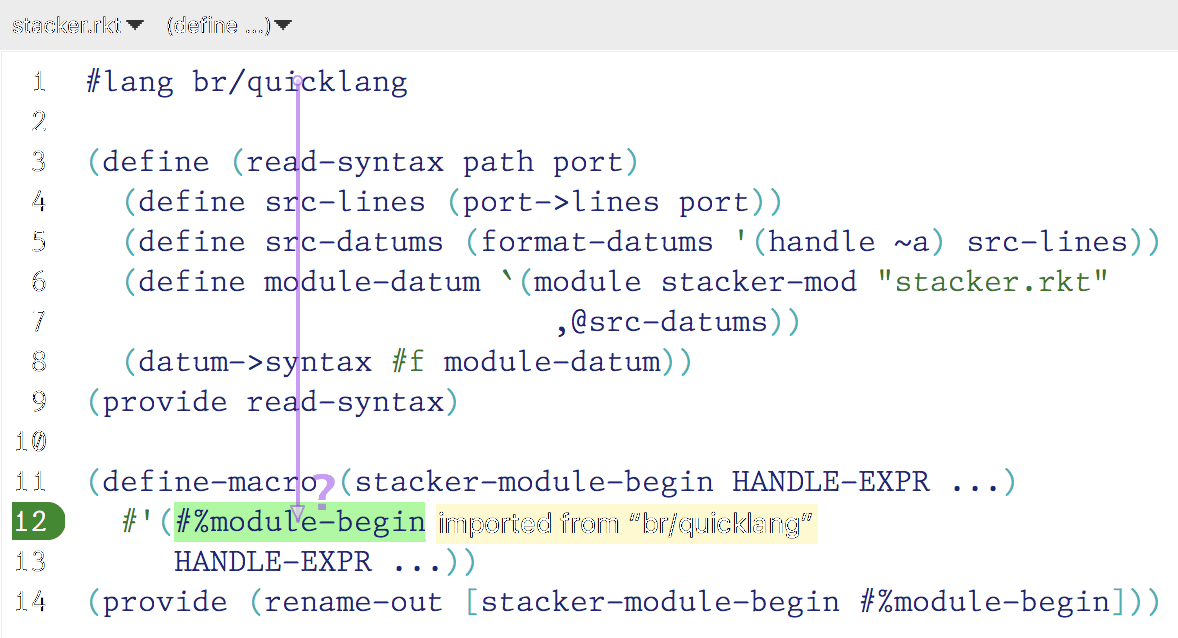 stacker.rkt▼ (define ...)▼
1 #lang br/quicklang
2
3 (define (read-syntax path port)
4 (define src-lines (port->lines port))
5 (define src-datums (format-datums '(handle ~a) src-lines))
6 (define module-datum `(module stacker-mod "stacker.rkt"
7 ,@src-datums))
8 (datum->syntax #f module-datum))
9 (provide read-syntax)
10
11 (define-macro (stacker-module-begin HANDLE-EXPR ...)
?
12 #'(#%module-begin imported from “br/quicklang”
13 HANDLE-EXPR ...))
14 (provide (rename-out [stacker-module-begin #%module-begin]))